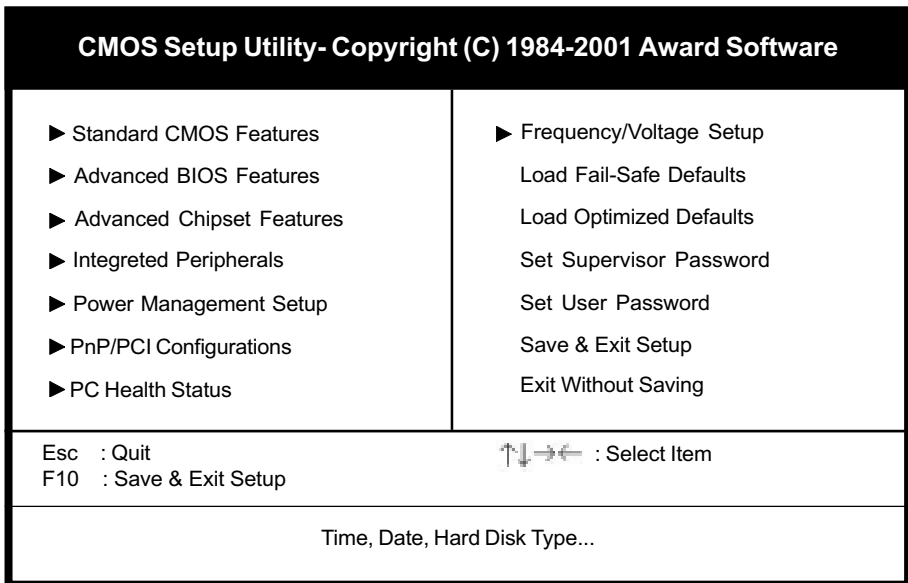 CMOS Setup Utility- Copyright (C) 1984-2001 Award Software
▶ Standard CMOS Features
▶ Advanced BIOS Features
▶ Advanced Chipset Features
▶ Integreted Peripherals
▶ Power Management Setup
▶ PnP/PCI Configurations
▶ PC Health Status
▶ Frequency/Voltage Setup
Load Fail-Safe Defaults
Load Optimized Defaults
Set Supervisor Password
Set User Password
Save & Exit Setup
Exit Without Saving
Esc : Quit
F10 : Save & Exit Setup
↑↓→← : Select Item
Time, Date, Hard Disk Type...